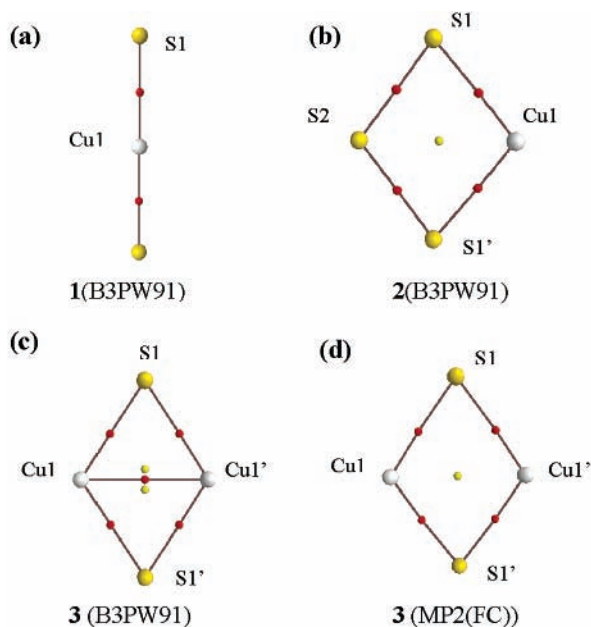 (a)
S1
Cu1
1(B3PW91)
(b)
S1
S2
Cu1
S1’
2(B3PW91)
(c)
S1
Cu1
Cu1’
S1’
3 (B3PW91)
(d)
S1
Cu1
Cu1’
S1’
3 (MP2(FC))